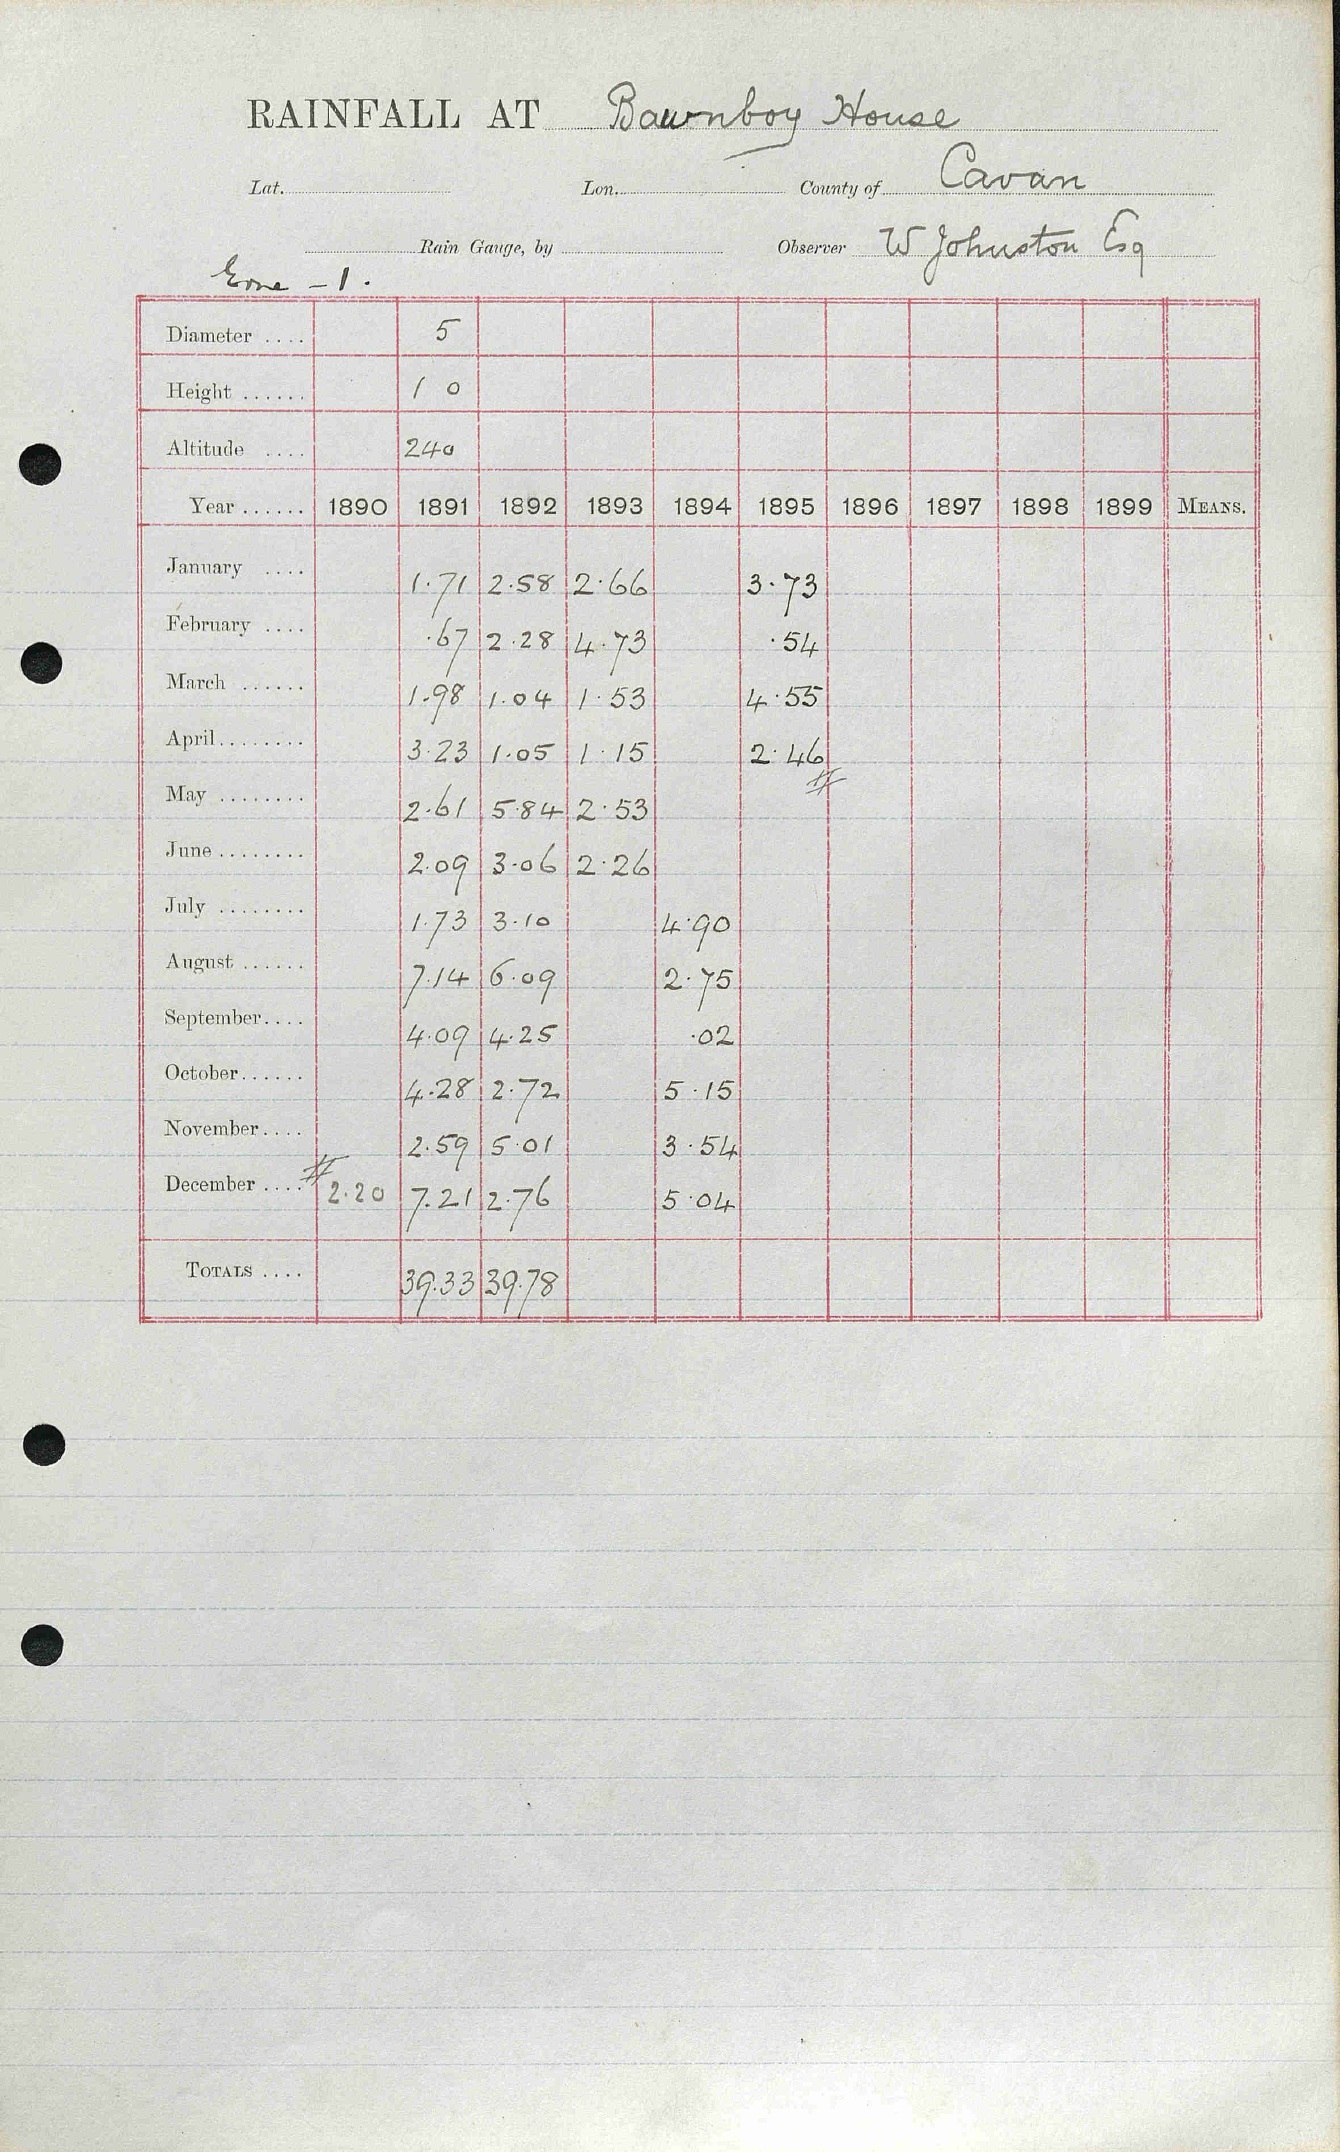 RAINFALL AT Bawnboy House
Lat. Lon. County of Cavan
Rain Gauge, by Observer W Johnston Esq
Erne - 1.
Diameter .... 5
Height ...... 1 0
Altitude .... 240
Year ...... 1890 1891 1892 1893 1894 1895 1896 1897 1898 1899 MEANS.
January .... 1.71 2.58 2.66 3.73
February .... .67 2.28 4.73 .54
March ...... 1.98 1.04 1.53 4.55
April........ 3.23 1.05 1.15 2.46 #
May ........ 2.61 5.84 2.53
June ........ 2.09 3.06 2.26
July ........ 1.73 3.10 4.90
August ...... 7.14 6.09 2.75
September.... 4.09 4.25 .02
October...... 4.28 2.72 5.15
November.... 2.59 5.01 3.54
December .... # 2.20 7.21 2.76 5.04
TOTALS .... 39.33 39.78